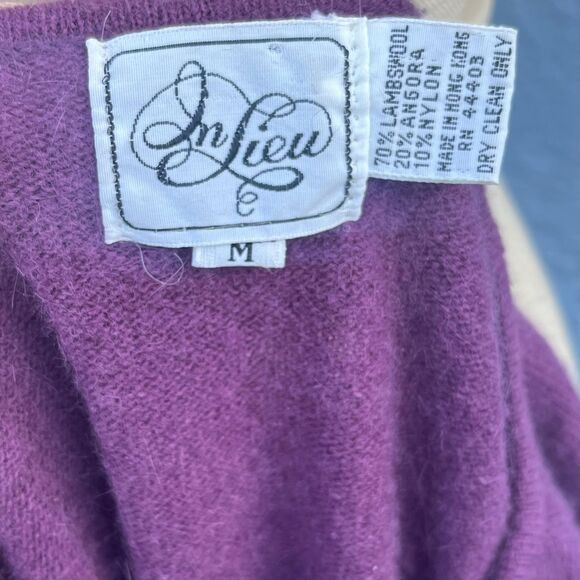 In Lieu
M
70% LAMBSWOOL
20% ANGORA
10% NYLON
MADE IN HONG KONG
RN 44403
DRY CLEAN ONLY